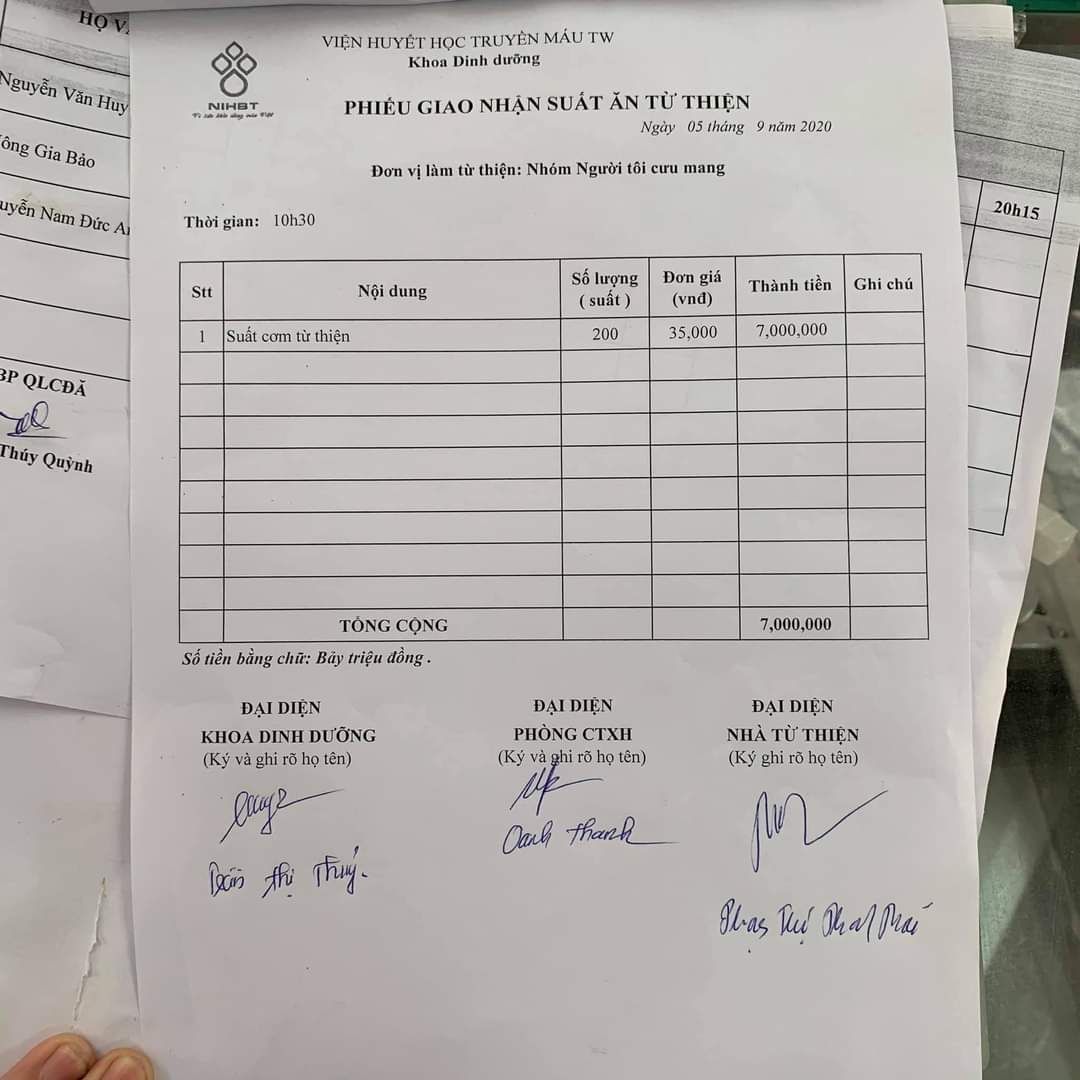 HỌ V
Nguyễn Văn Huy
ông Gia Bảo
uyễn Nam Đức A
BP QLCĐĂ
Thúy Quỳnh
NIHBT
VIỆN HUYẾT HỌC TRUYỀN MÁU TW
Khoa Dinh dưỡng
PHIẾU GIAO NHẬN SUẤT ĂN TỪ THIỆN
Ngày 05 tháng 9 năm 2020
Đơn vị làm từ thiện: Nhóm Người tôi cưu mang
Thời gian: 10h30
Stt Nội dung Số lượng ( suất ) Đơn giá (vnđ) Thành tiền Ghi chú
1 Suất cơm từ thiện 200 35,000 7,000,000
TỔNG CỘNG 7,000,000
Số tiền bằng chữ: Bảy triệu đồng .
ĐẠI DIỆN ĐẠI DIỆN ĐẠI DIỆN
KHOA DINH DƯỠNG PHÒNG CTXH NHÀ TỪ THIỆN
(Ký và ghi rõ họ tên) (Ký và ghi rõ họ tên) (Ký ghi rõ họ tên)
Oanh Thanh
Thị Thuỷ.
Thị
20h15